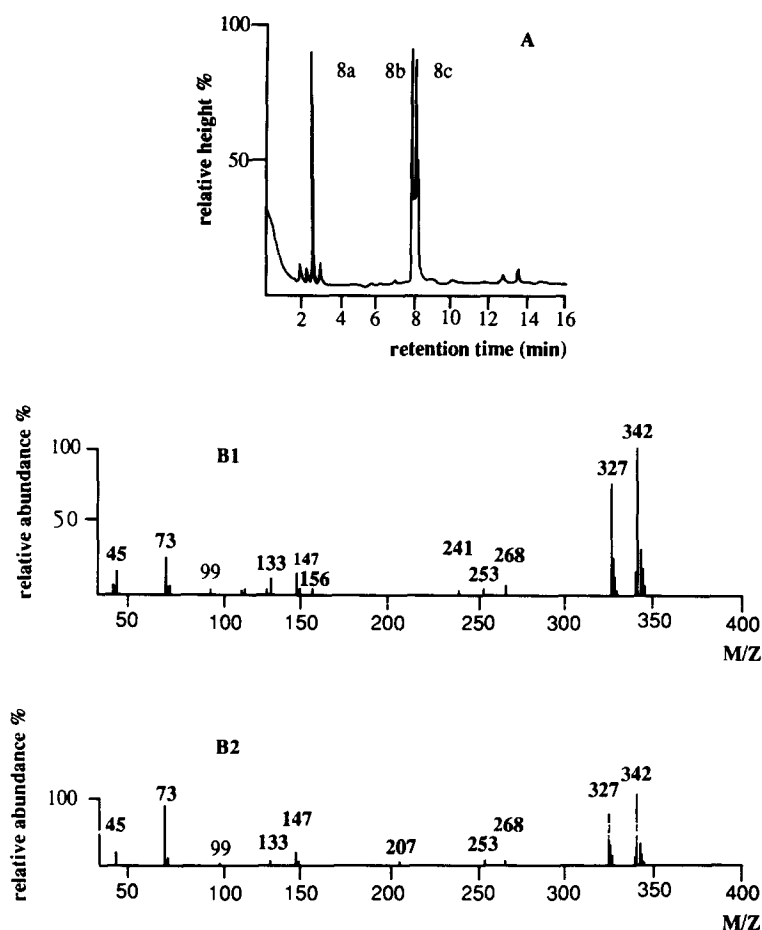 100
A
8a 8b 8c
relative height %
50
2 4 6 8 10 12 14 16
retention time (min)
relative abundance %
100
B1
342
327
50
45 73 99 133 147 156 241 253 268
50 100 150 200 250 300 350 400
M/Z
relative abundance %
B2
100
45 73 99 133 147 207 253 268 327 342
50 100 150 200 250 300 350 400
M/Z